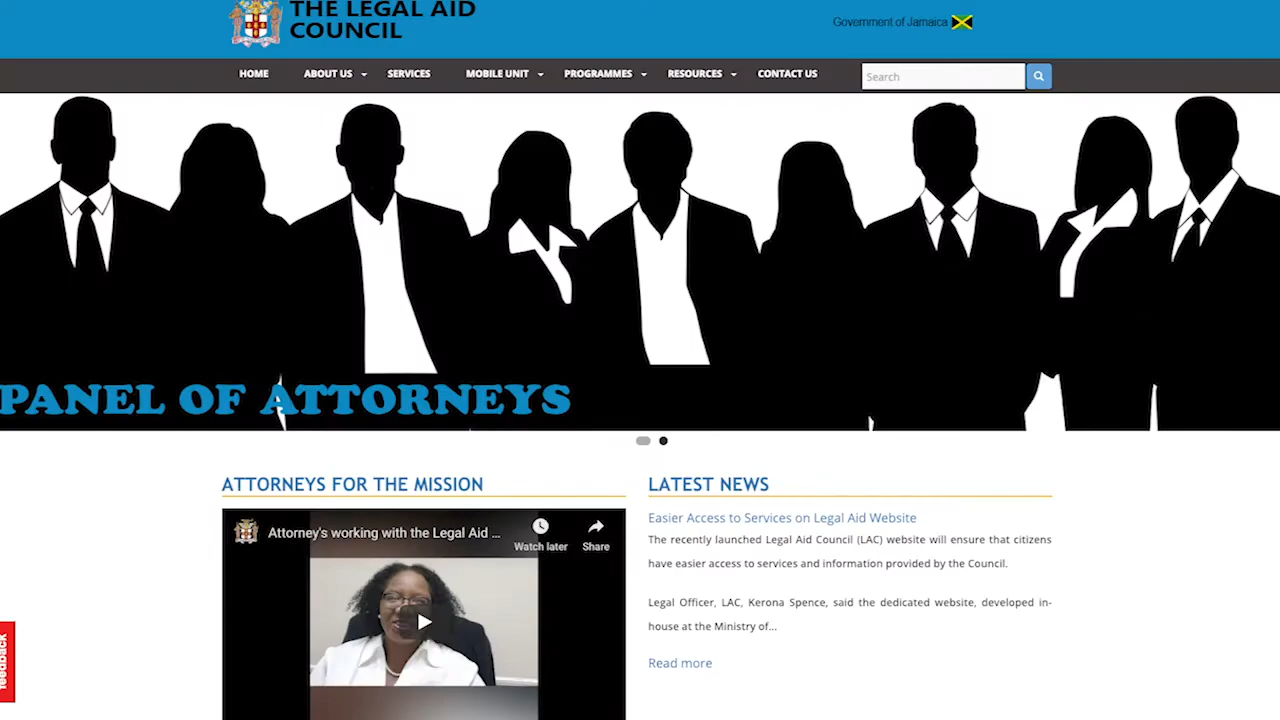 THE LEGAL AID
COUNCIL
Government of Jamaica
HOME ABOUT US SERVICES MOBILE UNIT PROGRAMMES RESOURCES CONTACT US Search
PANEL OF ATTORNEYS
ATTORNEYS FOR THE MISSION
Attorney's working with the Legal Aid ...
Watch later Share
LATEST NEWS
Easier Access to Services on Legal Aid Website
The recently launched Legal Aid Council (LAC) website will ensure that citizens
have easier access to services and information provided by the Council.
Legal Officer, LAC, Kerona Spence, said the dedicated website, developed in-
house at the Ministry of...
Read more
feedback